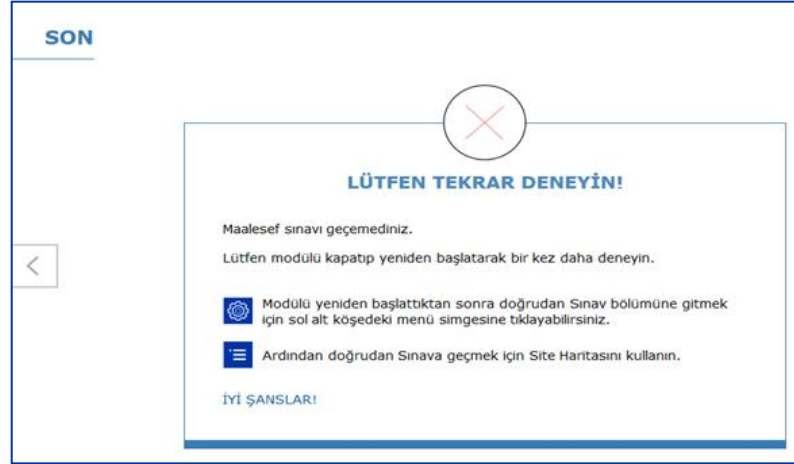 SON
LÜTFEN TEKRAR DENEYİN!
Maalesef sınavı geçemediniz.
Lütfen modülü kapatıp yeniden başlatarak bir kez daha deneyin.
Modülü yeniden başlattıktan sonra doğrudan Sınav bölümüne gitmek
için sol alt köşedeki menü simgesine tıklayabilirsiniz.
Ardından doğrudan Sınava geçmek için Site Haritasını kullanın.
İYİ ŞANSLAR!